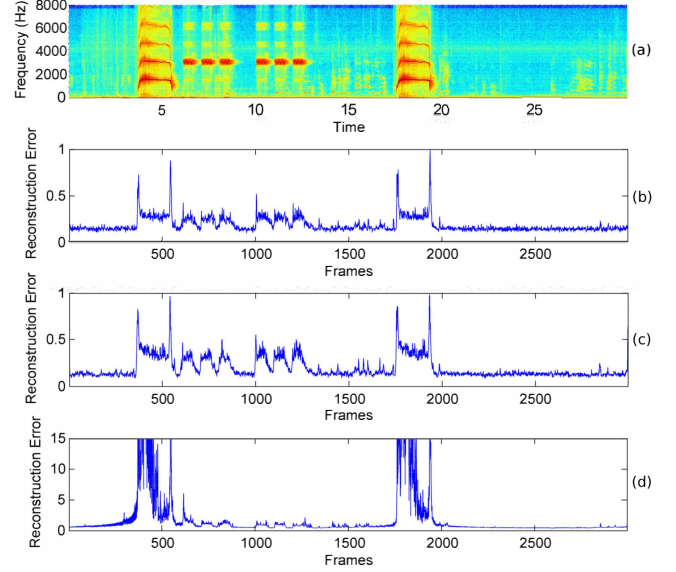 Frequency (Hz)
8000
6000
4000
2000
0
5 10 15 20 25
Time
(a)
Reconstruction Error
1
0.5
0
500 1000 1500 2000 2500
Frames
(b)
Reconstruction Error
1
0.5
0
500 1000 1500 2000 2500
Frames
(c)
Reconstruction Error
15
10
5
0
500 1000 1500 2000 2500
Frames
(d)